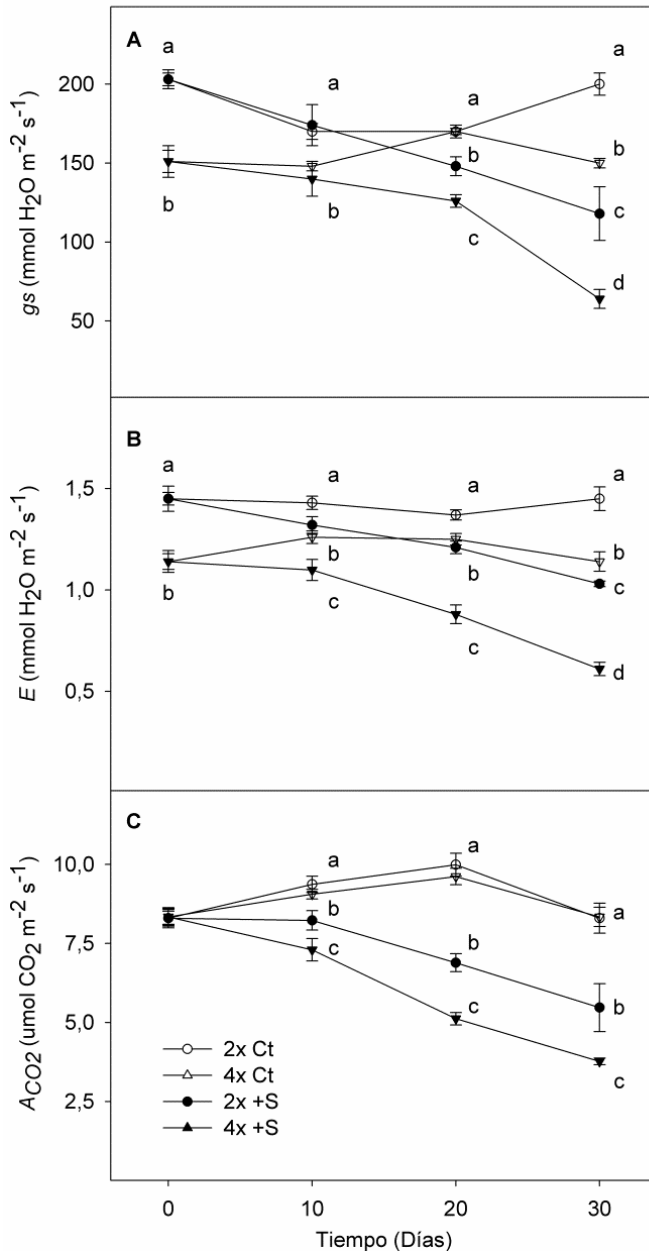 A
a
a
a
a
200
b
b
150
c
b
b
c
100
d
50
gs (mmol H₂O m⁻² s⁻¹)
B
a
a
a
a
1,5
b
b
b
c
1,0
b
c
c
d
0,5
E (mmol H₂O m⁻² s⁻¹)
C
a
a
10,0
a
b
b
7,5
c
b
c
5,0
c
2,5
A_CO2 (umol CO₂ m⁻² s⁻¹)
2x Ct
4x Ct
2x +S
4x +S
0 10 20 30
Tiempo (Días)